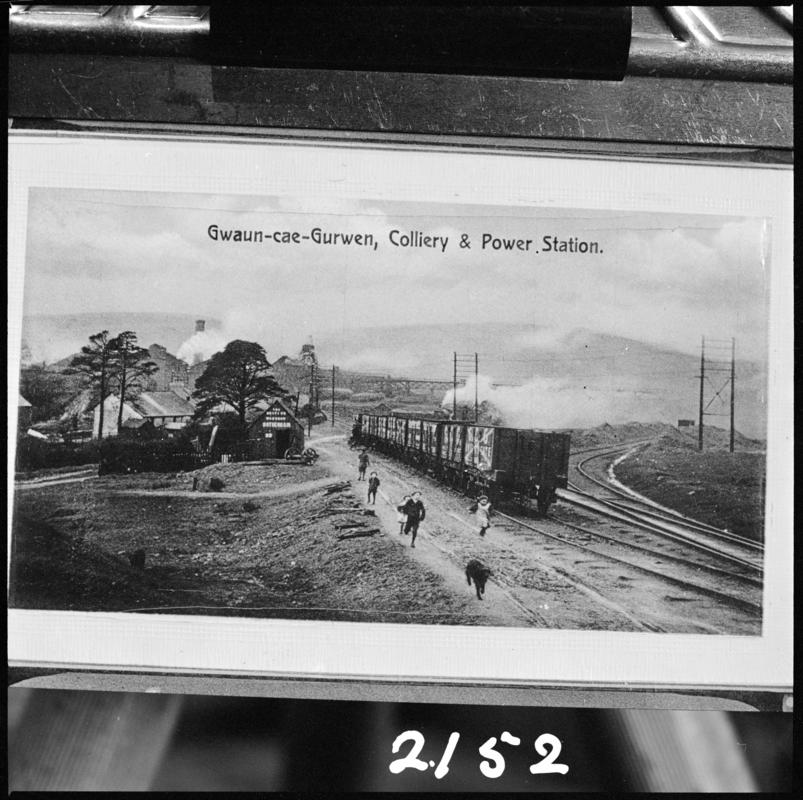 Gwaun-cae-Gurwen, Colliery & Power Station.
2152